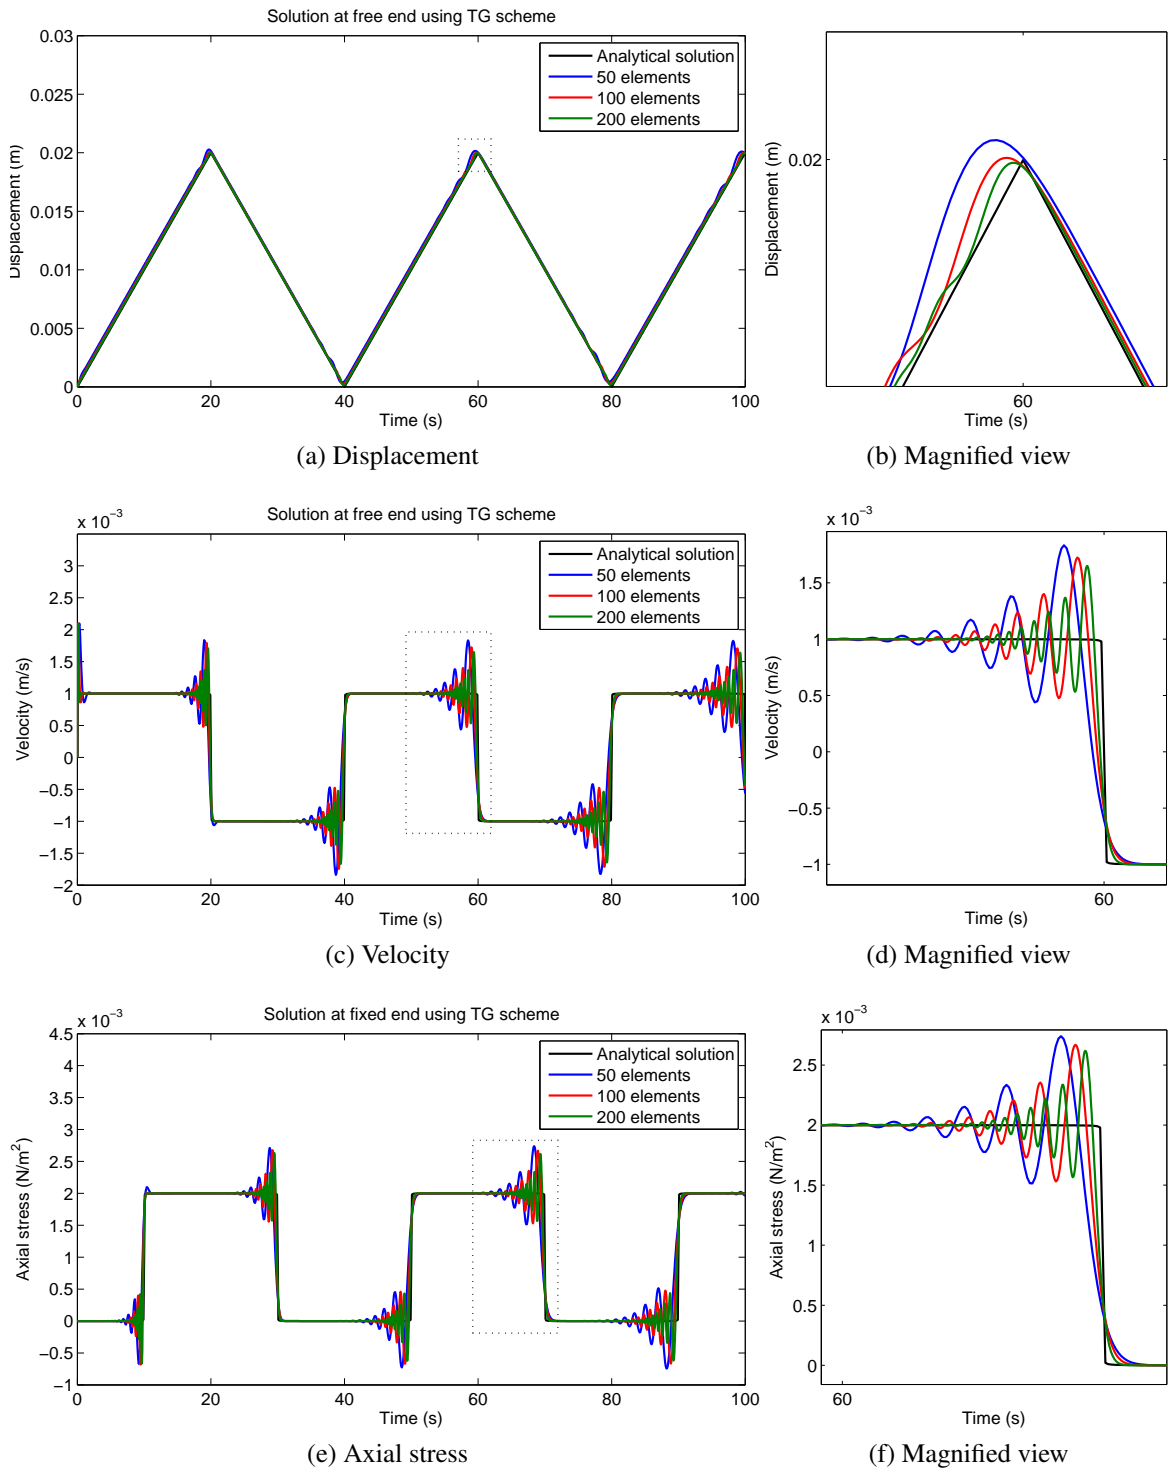 Solution at free end using TG scheme
0.03
0.025
0.02
0.015
0.01
0.005
0
Displacement (m)
Analytical solution
50 elements
100 elements
200 elements
0 20 40 60 80 100
Time (s)
(a) Displacement
0.02
Displacement (m)
60
Time (s)
(b) Magnified view
Solution at free end using TG scheme
x 10−3
3
2.5
2
1.5
1
0.5
0
−0.5
−1
−1.5
−2
Velocity (m/s)
Analytical solution
50 elements
100 elements
200 elements
0 20 40 60 80 100
Time (s)
(c) Velocity
x 10−3
1.5
1
0.5
0
−0.5
−1
Velocity (m/s)
60
Time (s)
(d) Magnified view
Solution at fixed end using TG scheme
x 10−3
4.5
4
3.5
3
2.5
2
1.5
1
0.5
0
−0.5
−1
Axial stress (N/m2)
Analytical solution
50 elements
100 elements
200 elements
0 20 40 60 80 100
Time (s)
(e) Axial stress
x 10−3
2.5
2
1.5
1
0.5
0
Axial stress (N/m2)
60
Time (s)
(f) Magnified view